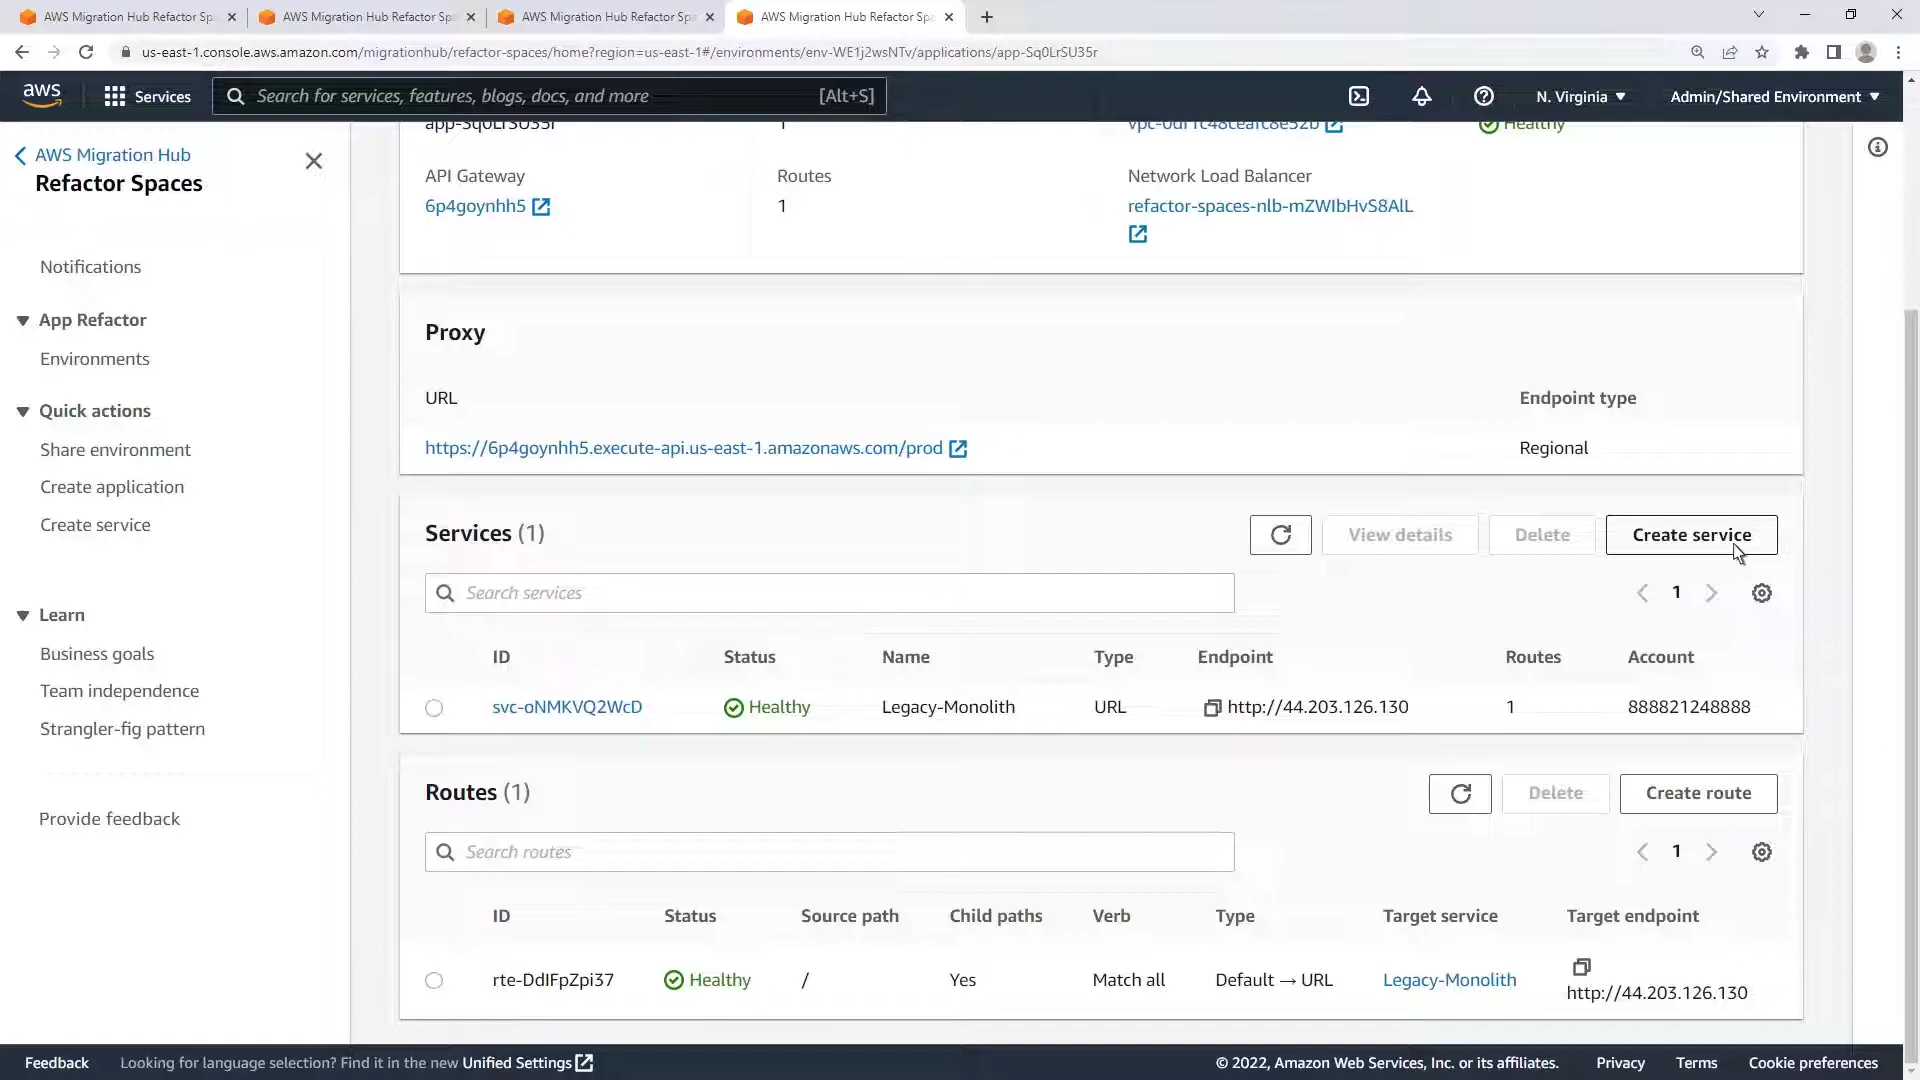 AWS Migration Hub Refactor Sp
AWS Migration Hub Refactor Sp
AWS Migration Hub Refactor Sp
AWS Migration Hub Refactor Sp
us-east-1.console.aws.amazon.com/migrationhub/refactor-spaces/home?region=us-east-1#/environments/env-WE1j2wsNTv/applications/app-Sq0LrSU35r
aws
Services
Search for services, features, blogs, docs, and more
[Alt+S]
N. Virginia
Admin/Shared Environment
AWS Migration Hub
Refactor Spaces
Notifications
App Refactor
Environments
Quick actions
Share environment
Create application
Create service
Learn
Business goals
Team independence
Strangler-fig pattern
Provide feedback
app-Sq0LrSU35r
1
Healthy
API Gateway
6p4goynhh5
Routes
1
Network Load Balancer
refactor-spaces-nlb-mZWIbHvS8AlL
Proxy
URL
Endpoint type
https://6p4goynhh5.execute-api.us-east-1.amazonaws.com/prod
Regional
Services (1)
View details
Delete
Create service
Search services
1
ID Status Name Type Endpoint Routes Account
svc-oNMKVQ2WcD Healthy Legacy-Monolith URL http://44.203.126.130 1 888821248888
Routes (1)
Delete
Create route
Search routes
1
ID Status Source path Child paths Verb Type Target service Target endpoint
rte-DdIFpZpi37 Healthy / Yes Match all Default → URL Legacy-Monolith http://44.203.126.130
Feedback
Looking for language selection? Find it in the new Unified Settings
© 2022, Amazon Web Services, Inc. or its affiliates.
Privacy
Terms
Cookie preferences